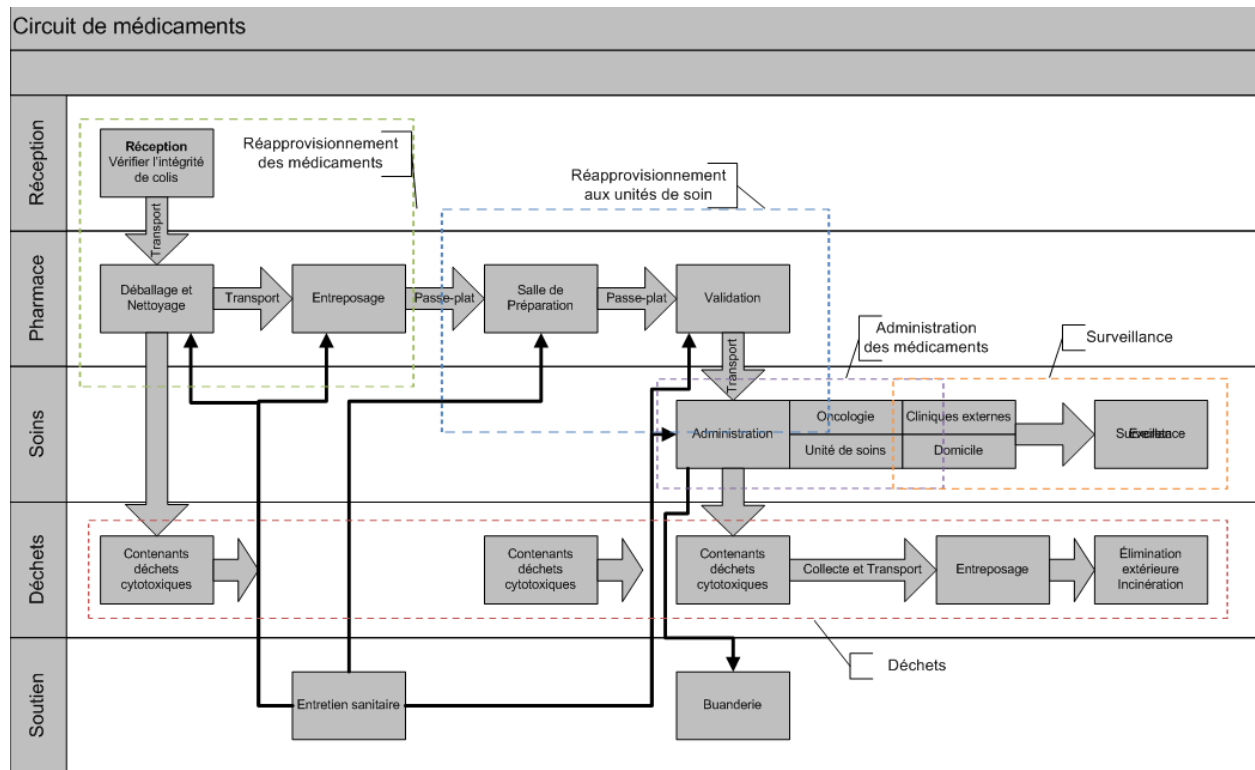 Circuit de médicaments
Réception
Réception
Vérifier l'intégrité
de colis
Réapprovisionnement
des médicaments
Réapprovisionnement
aux unités de soin
Transport
Pharmace
Déballage et
Nettoyage
Transport
Entreposage
Passe-plat
Salle de
Préparation
Passe-plat
Validation
Transport
Administration
des médicaments
Surveillance
Soins
Administration
Oncologie
Cliniques externes
Unité de soins
Domicile
Surveillance
Déchets
Contenants
déchets
cytotoxiques
Contenants
déchets
cytotoxiques
Contenants
déchets
cytotoxiques
Collecte et Transport
Entreposage
Élimination
extérieure
Incinération
Déchets
Soutien
Entretien sanitaire
Buanderie